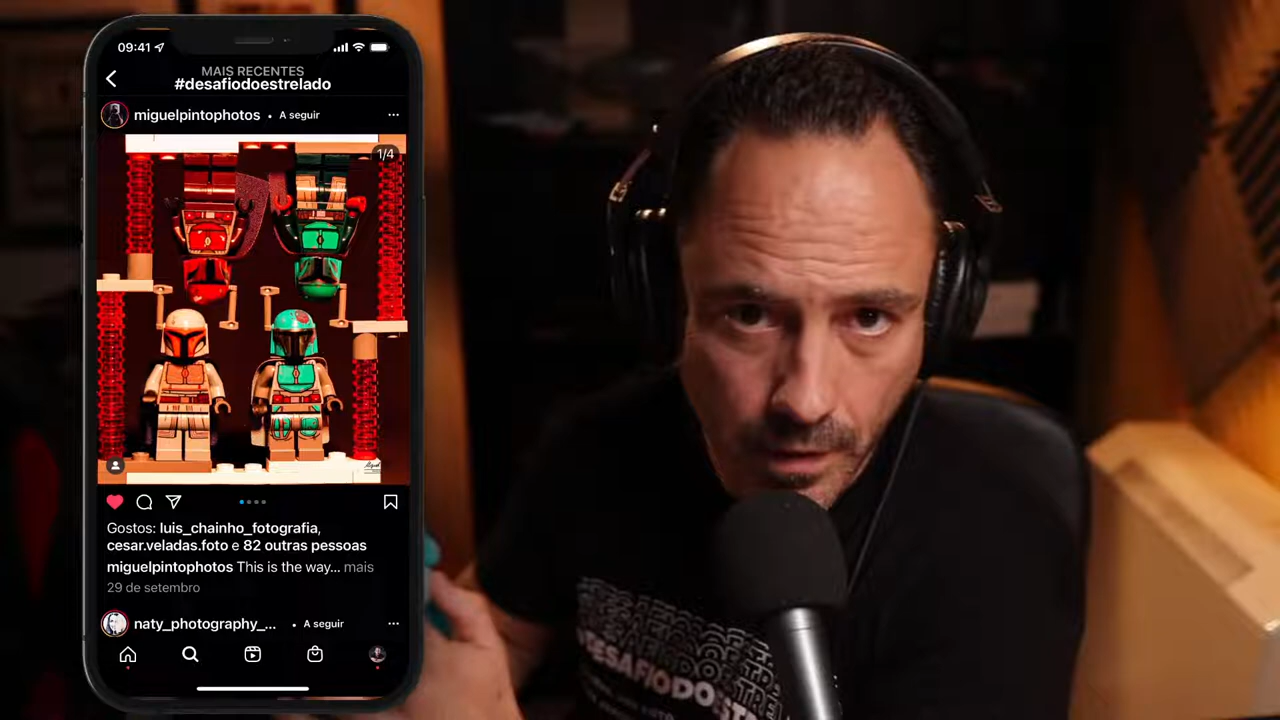 09:41
MAIS RECENTES
#desafiodoestrelado
miguelpintophotos • A seguir
1/4
Gostos: luis_chainho_fotografia,
cesar.veladas.foto e 82 outras pessoas
miguelpintophotos This is the way... mais
29 de setembro
naty_photography_... • A seguir